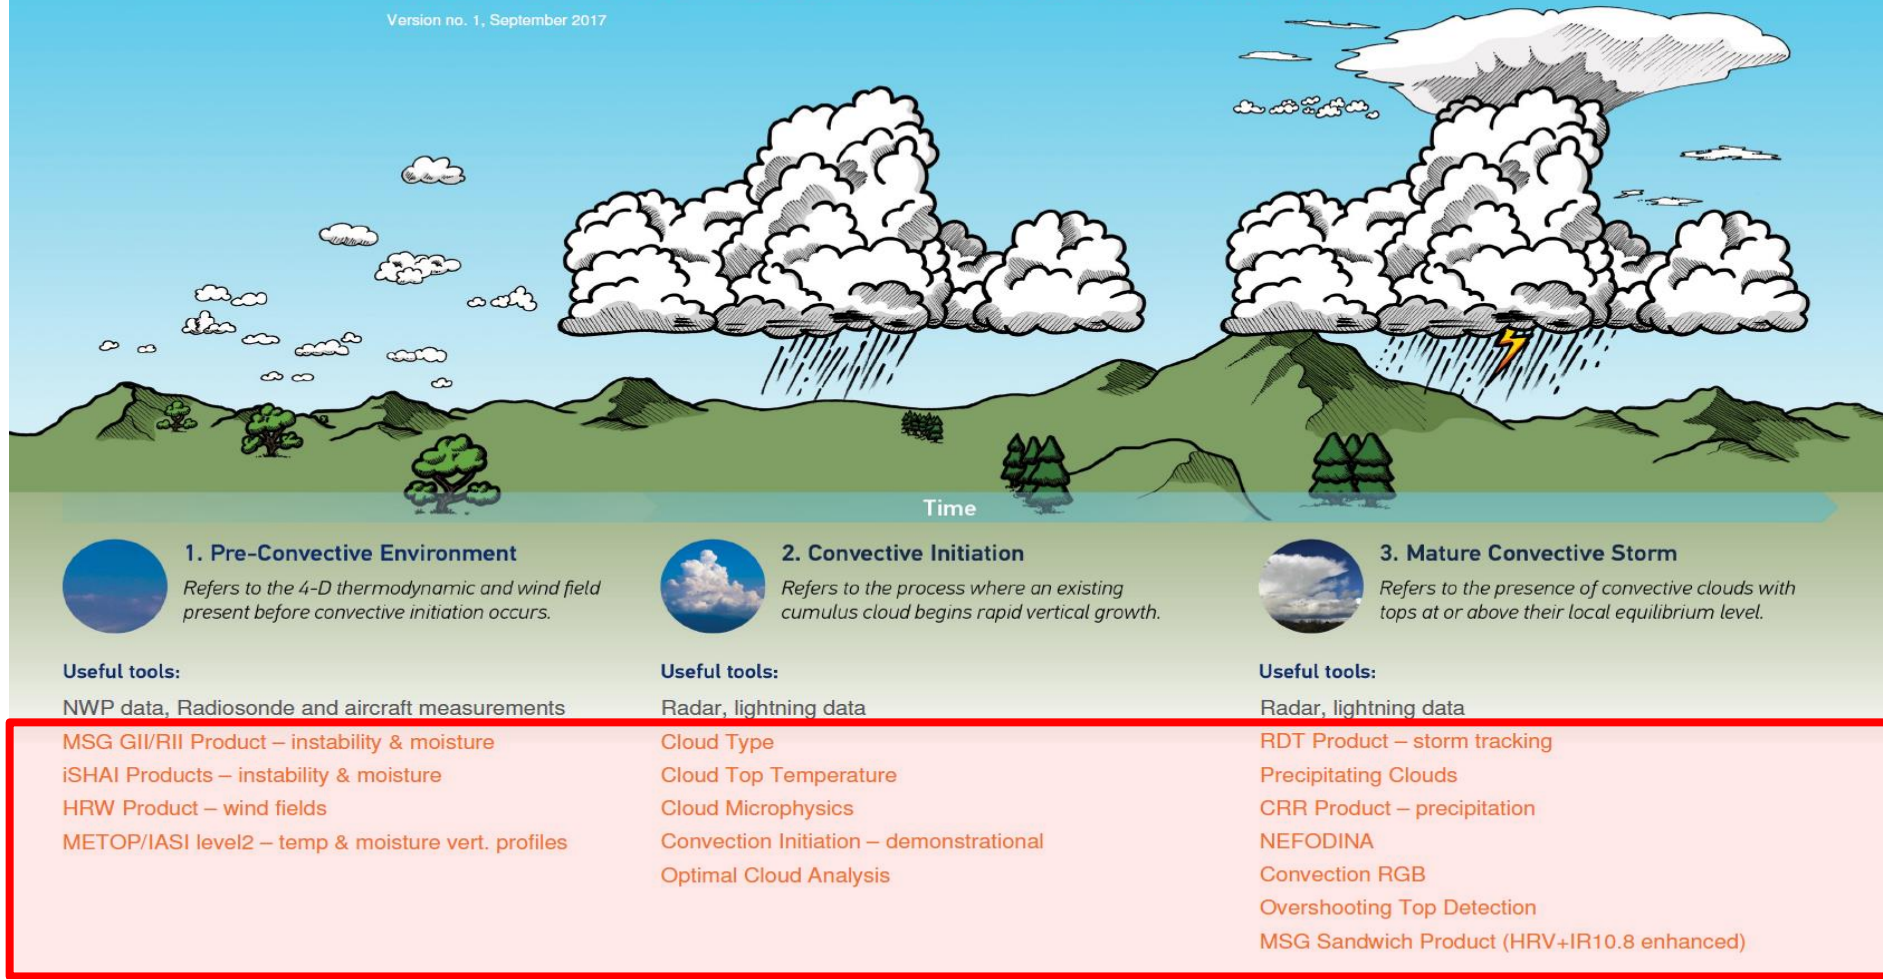 Version no. 1, September 2017
Time
1. Pre-Convective Environment
Refers to the 4-D thermodynamic and wind field
present before convective initiation occurs.
Useful tools:
NWP data, Radiosonde and aircraft measurements
MSG GII/RII Product – instability & moisture
iSHAI Products – instability & moisture
HRW Product – wind fields
METOP/IASI level2 – temp & moisture vert. profiles
2. Convective Initiation
Refers to the process where an existing
cumulus cloud begins rapid vertical growth.
Useful tools:
Radar, lightning data
Cloud Type
Cloud Top Temperature
Cloud Microphysics
Convection Initiation – demonstrational
Optimal Cloud Analysis
3. Mature Convective Storm
Refers to the presence of convective clouds with
tops at or above their local equilibrium level.
Useful tools:
Radar, lightning data
RDT Product – storm tracking
Precipitating Clouds
CRR Product – precipitation
NEFODINA
Convection RGB
Overshooting Top Detection
MSG Sandwich Product (HRV+IR10.8 enhanced)